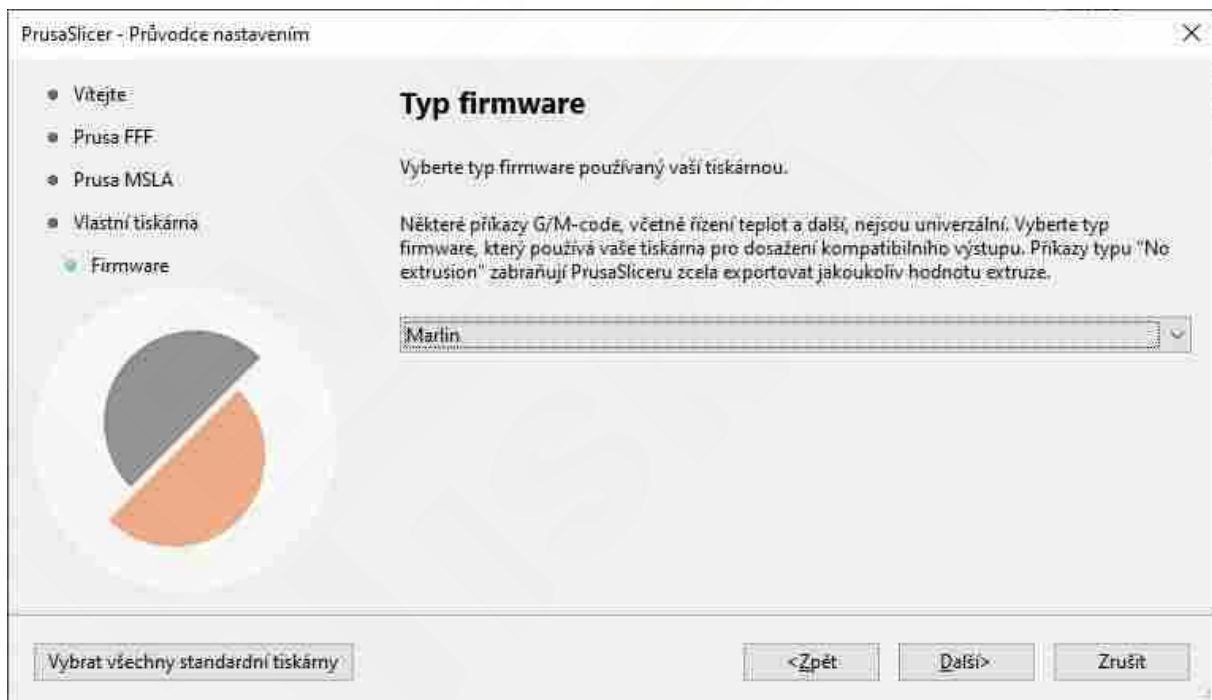 PrusaSlicer - Průvodce nastavením
Vítejte
Prusa FFF
Prusa MSLA
Vlastní tiskárna
Firmware
Typ firmware
Vyberte typ firmware používaný vaší tiskárnou.
Některé příkazy G/M-code, včetně řízení teplot a další, nejsou univerzální. Vyberte typ
firmware, který používá vaše tiskárna pro dosažení kompatibilního výstupu. Příkazy typu "No
extrusion" zabraňují PrusaSliceru zcela exportovat jakoukoliv hodnotu extruze.
Marlin
Vybrat všechny standardní tiskárny
<Zpět
Další>
Zrušit